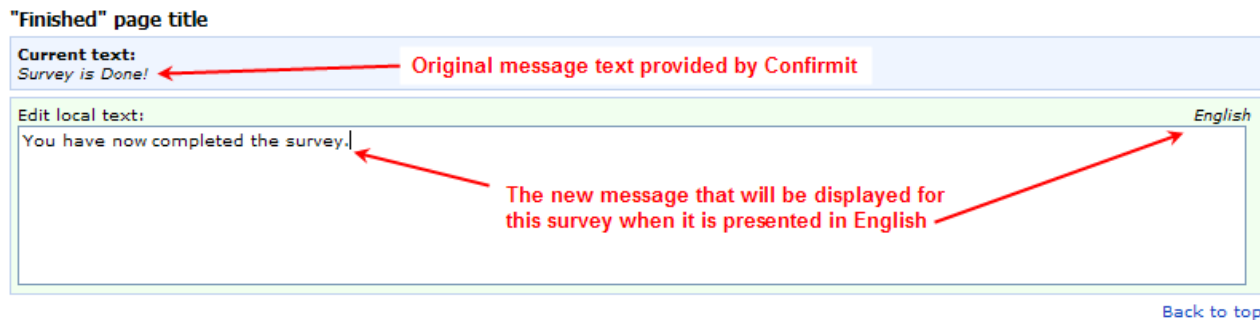 "Finished" page title
Current text:
Survey is Done!
Original message text provided by Confirmit
Edit local text:
English
You have now completed the survey.
The new message that will be displayed for
this survey when it is presented in English
Back to top